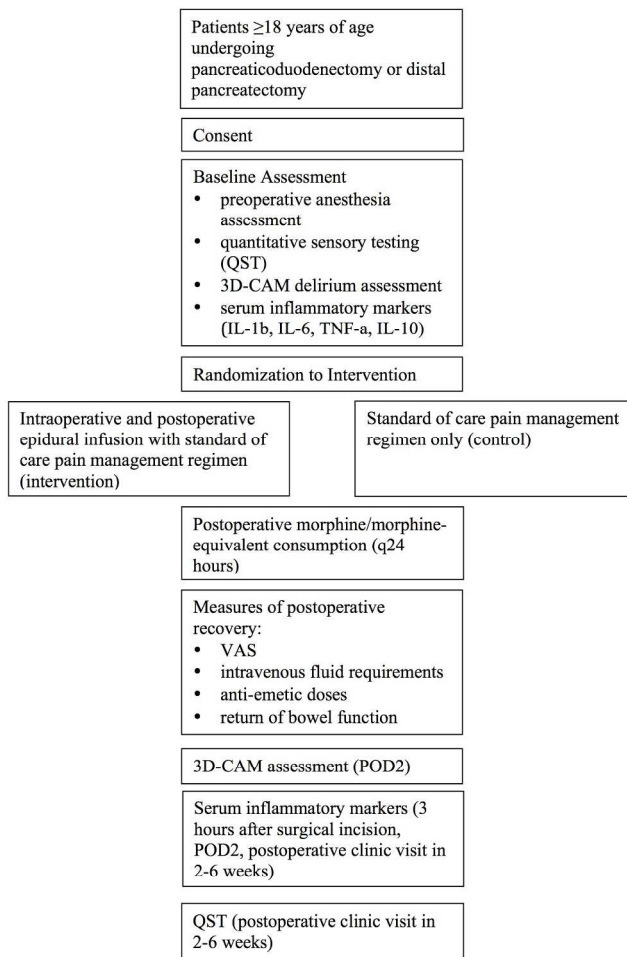 Patients ≥18 years of age
undergoing
pancreaticoduodenectomy or distal
pancreatectomy
Consent
Baseline Assessment
• preoperative anesthesia
assessment
• quantitative sensory testing
(QST)
• 3D-CAM delirium assessment
• serum inflammatory markers
(IL-1b, IL-6, TNF-a, IL-10)
Randomization to Intervention
Intraoperative and postoperative
epidural infusion with standard of
care pain management regimen
(intervention)
Standard of care pain management
regimen only (control)
Postoperative morphine/morphine-
equivalent consumption (q24
hours)
Measures of postoperative
recovery:
• VAS
• intravenous fluid requirements
• anti-emetic doses
• return of bowel function
3D-CAM assessment (POD2)
Serum inflammatory markers (3
hours after surgical incision,
POD2, postoperative clinic visit in
2-6 weeks)
QST (postoperative clinic visit in
2-6 weeks)